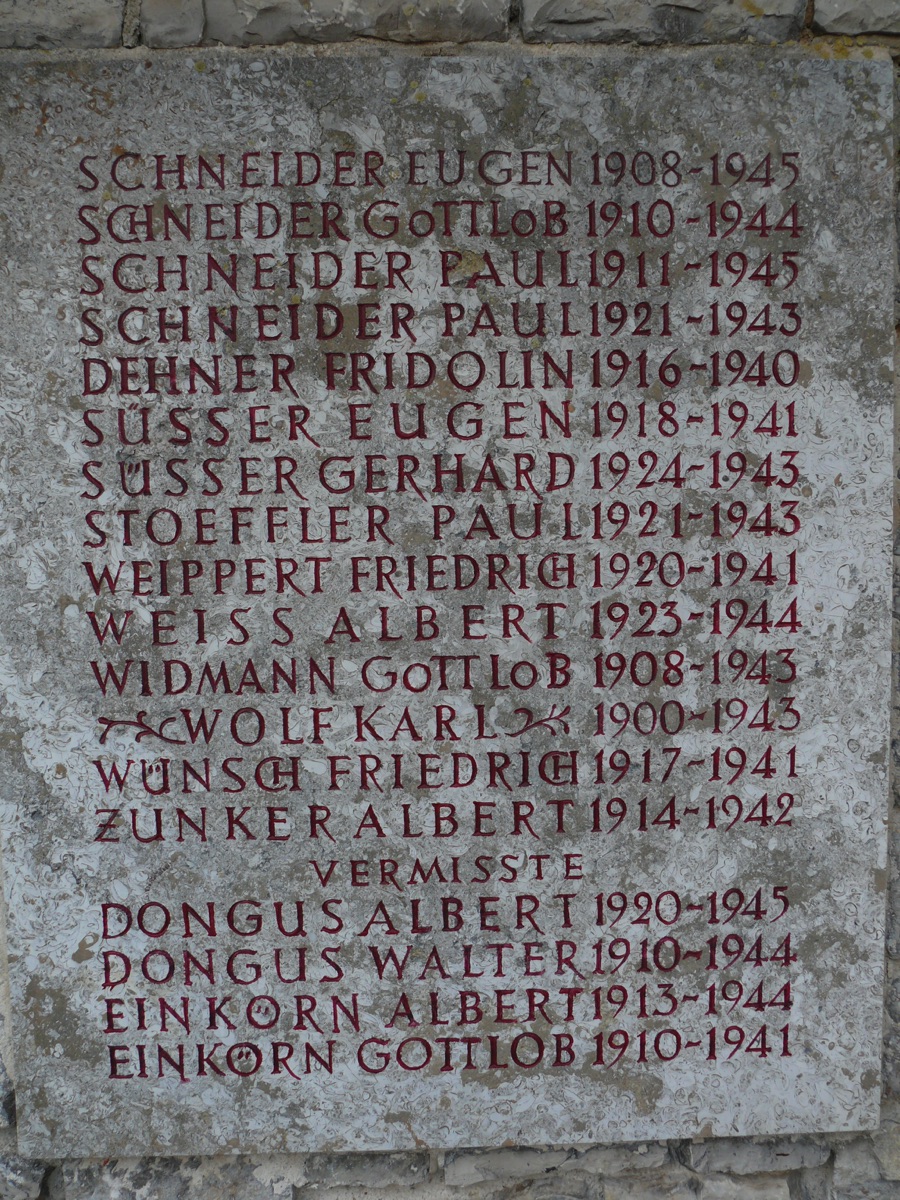 SCHNEIDER EUGEN 1908-1945
SCHNEIDER GOTTLOB 1910-1944
SCHNEIDER PAUL 1911-1945
SCHNEIDER PAUL 1921-1943
DEHNER FRIDOLIN 1916-1940
SÜSSER EUGEN 1918-1941
SÜSSER GERHARD 1924-1943
STOEFFLER PAUL 1921-1943
WEIPPERT FRIEDRICH 1920-1941
WEISS ALBERT 1923-1944
WIDMANN GOTTLOB 1908-1943
WOLF KARL 1900-1943
WÜNSCH FRIEDRICH 1917-1941
ZUNKER ALBERT 1914-1942
VERMISSTE
DONGUS ALBERT 1920-1945
DONGUS WALTER 1910-1944
EINKÖRN ALBERT 1913-1944
EINKÖRN GOTTLOB 1910-1941